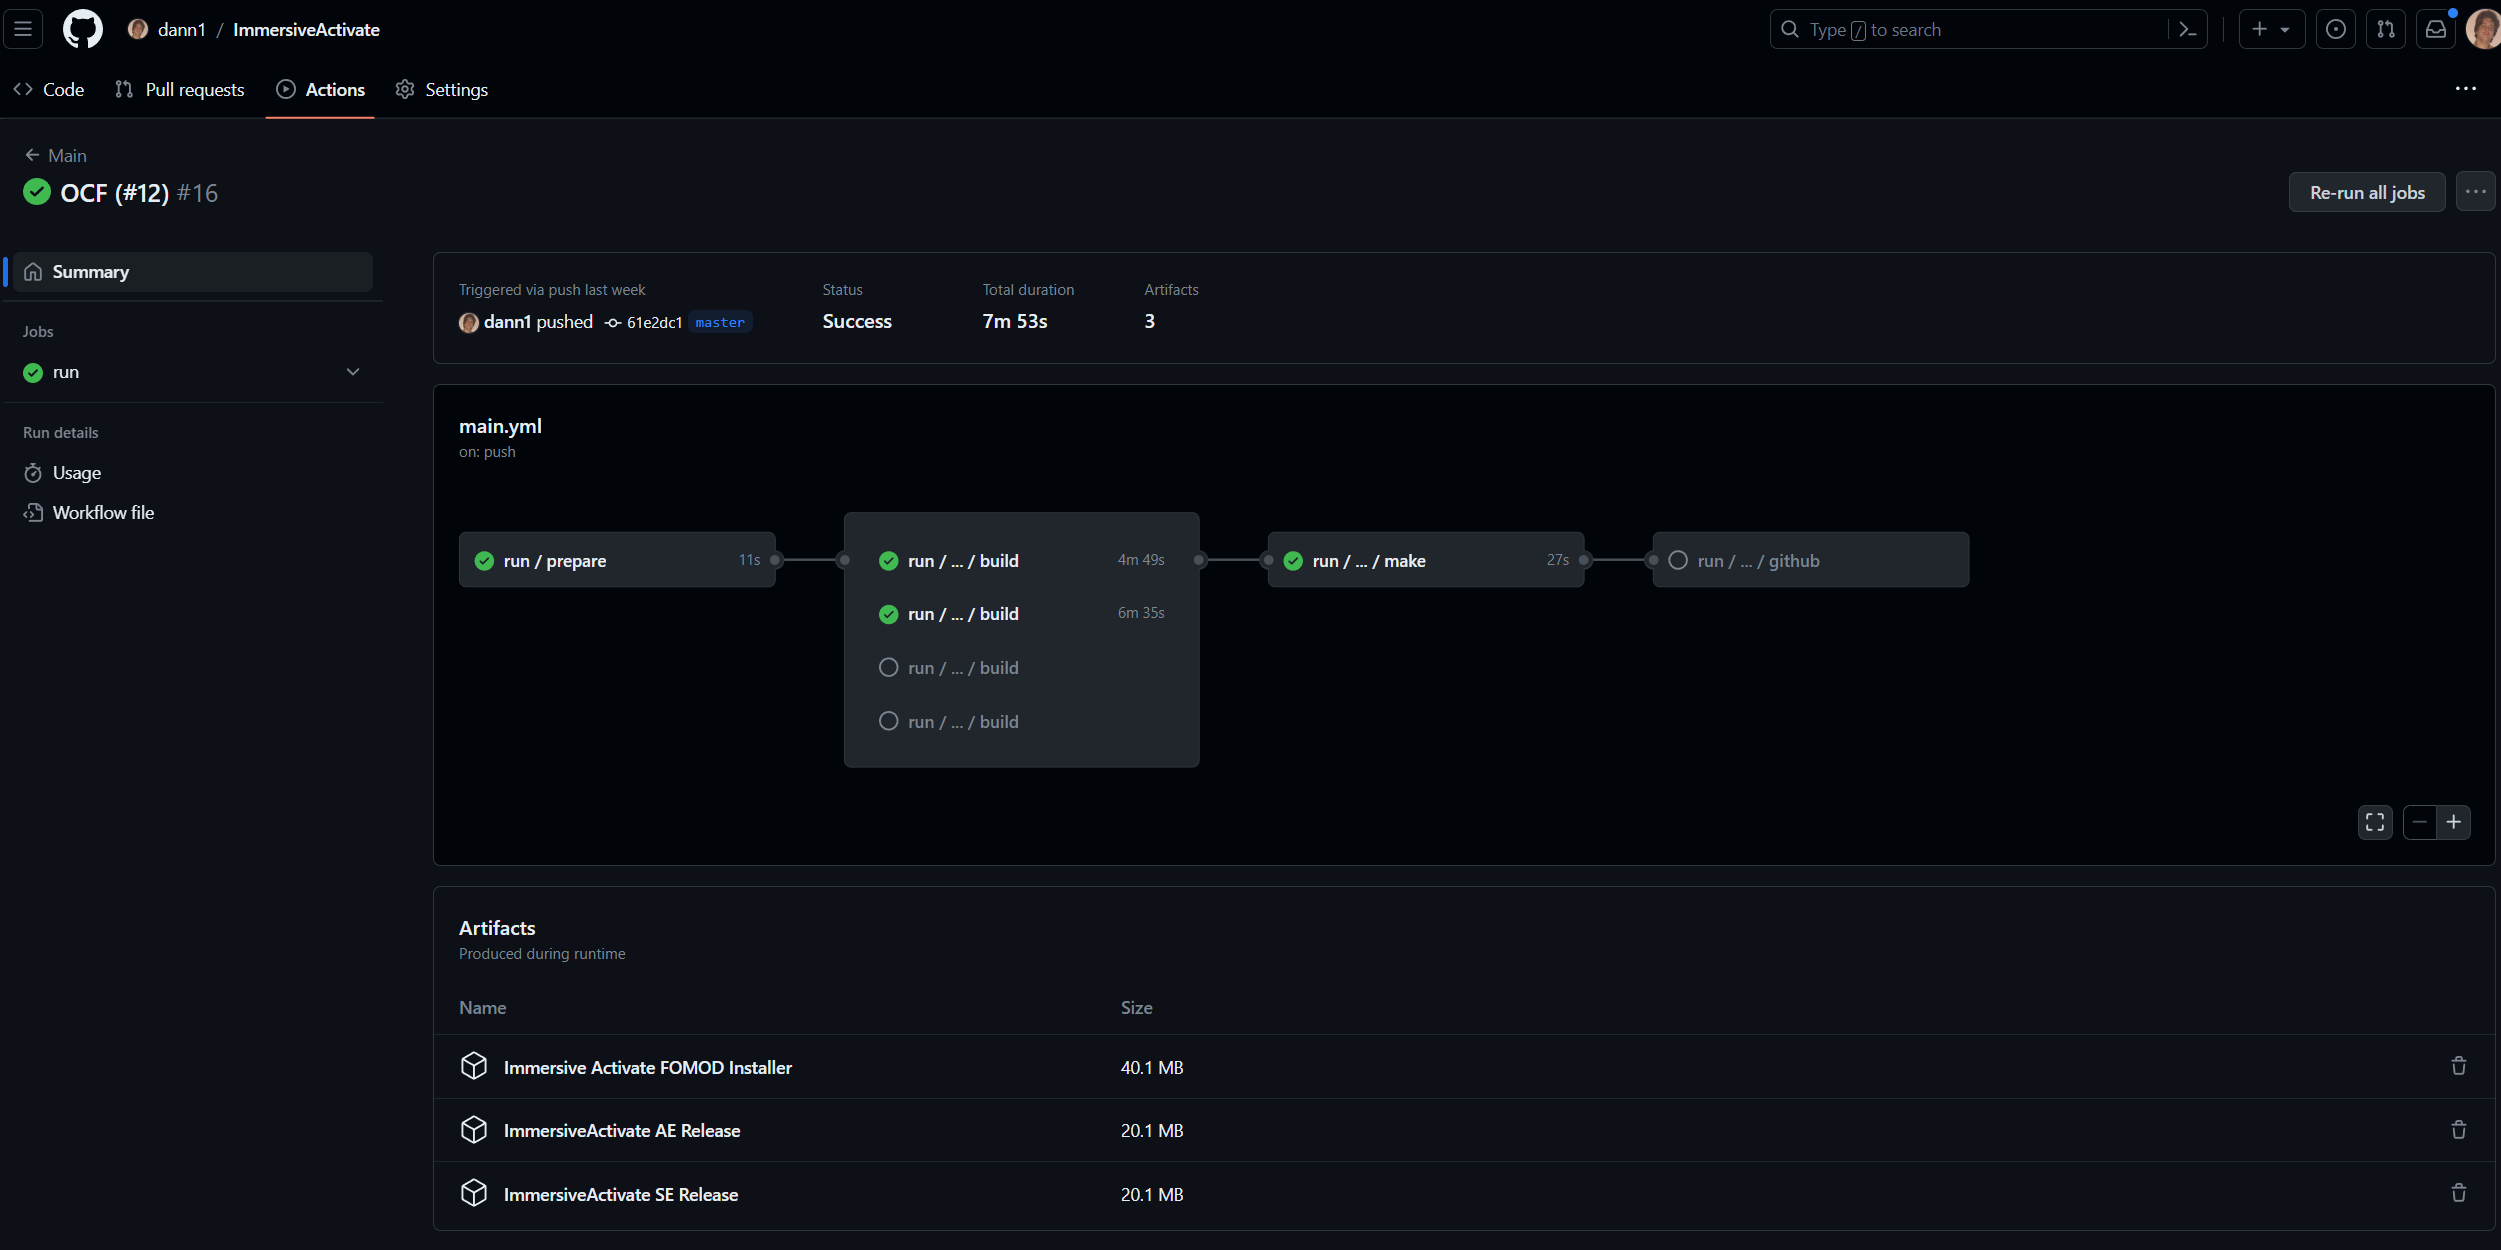 dann1 / ImmersiveActivate
Type / to search
Code
Pull requests
Actions
Settings
Main
OCF (#12) #16
Re-run all jobs
Summary
Jobs
run
Run details
Usage
Workflow file
Triggered via push last week
dann1 pushed 61e2dc1 master
Status
Success
Total duration
7m 53s
Artifacts
3
main.yml
on: push
run / prepare 11s
run / ... / build 4m 49s
run / ... / build 6m 35s
run / ... / build
run / ... / build
run / ... / make 27s
run / ... / github
Artifacts
Produced during runtime
Name Size
Immersive Activate FOMOD Installer 40.1 MB
ImmersiveActivate AE Release 20.1 MB
ImmersiveActivate SE Release 20.1 MB